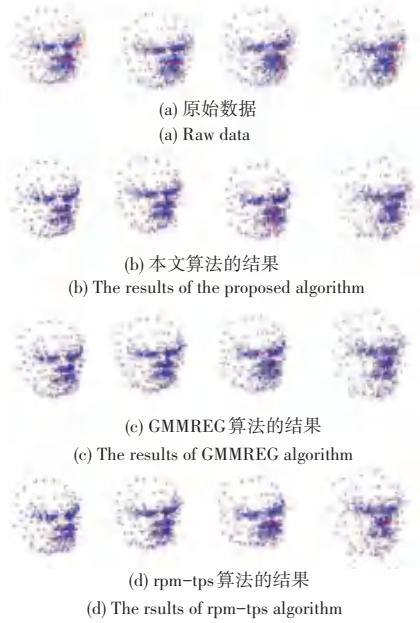 (a) 原始数据
(a) Raw data
(b) 本文算法的结果
(b) The results of the proposed algorithm
(c) GMMREG算法的结果
(c) The results of GMMREG algorithm
(d) rpm-tps算法的结果
(d) The rsults of rpm-tps algorithm